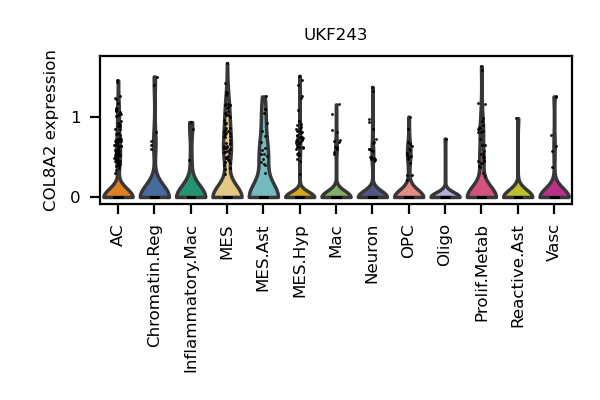 UKF243
COL8A2 expression
1
0
AC
Chromatin.Reg
Inflammatory.Mac
MES
MES.Ast
MES.Hyp
Mac
Neuron
OPC
Oligo
Prolif.Metab
Reactive.Ast
Vasc